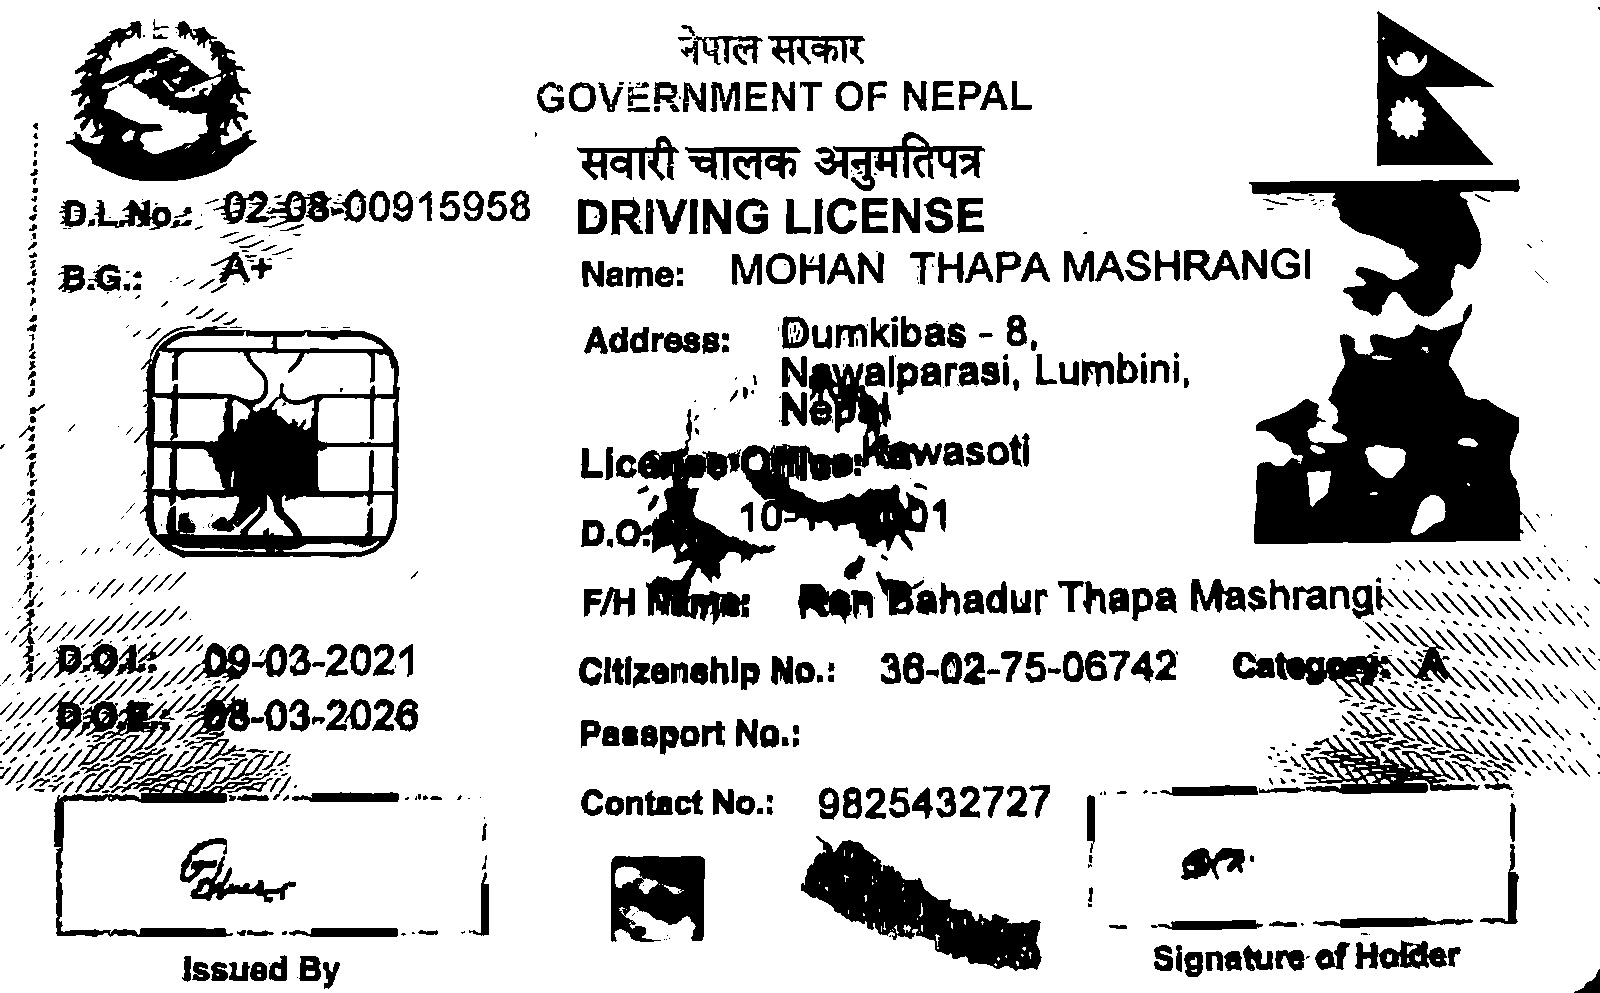 नेपाल सरकार
GOVERNMENT OF NEPAL
सवारी चालक अनुमतिपत्र
DRIVING LICENSE
D.L.No.: 02-08-00915958
B.G.: A+
Name: MOHAN THAPA MASHRANGI
Address: Dumkibas - 8,
Nawalparasi, Lumbini,
Nepal
License Office: Kawasoti
D.O. 10-
F/H Name: Ran Bahadur Thapa Mashrangi
D.O.I.: 09-03-2021
Citizenship No.: 36-02-75-06742 Category: A
D.O.E.: 08-03-2026
Passport No.:
Contact No.: 9825432727
Issued By
Signature of Holder